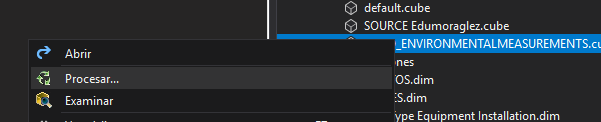 default.cube
SOURCE Edumoraglez.cube
_ENVIRONMENTALMEASUREMENTS.cu
Abrir
Procesar...
Examinar
ones
OS.dim
ES.dim
ype Equipment Installation.dim